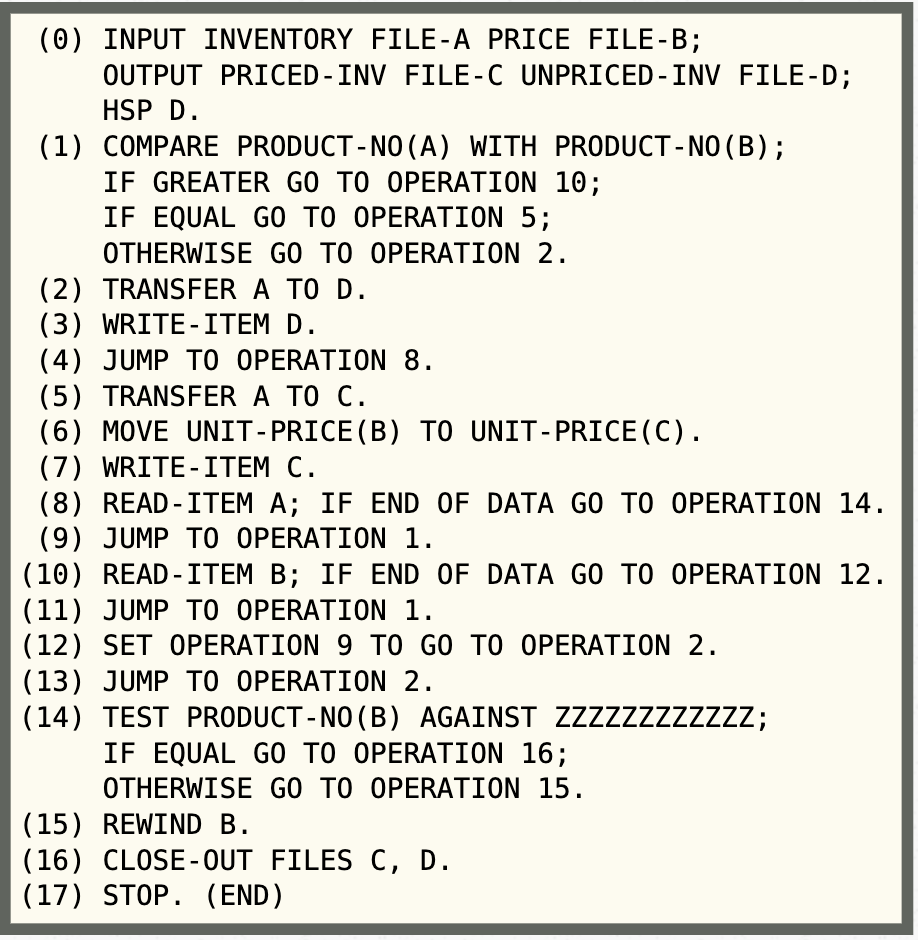 (0) INPUT INVENTORY FILE-A PRICE FILE-B;
OUTPUT PRICED-INV FILE-C UNPRICED-INV FILE-D;
HSP D.
(1) COMPARE PRODUCT-NO(A) WITH PRODUCT-NO(B);
IF GREATER GO TO OPERATION 10;
IF EQUAL GO TO OPERATION 5;
OTHERWISE GO TO OPERATION 2.
(2) TRANSFER A TO D.
(3) WRITE-ITEM D.
(4) JUMP TO OPERATION 8.
(5) TRANSFER A TO C.
(6) MOVE UNIT-PRICE(B) TO UNIT-PRICE(C).
(7) WRITE-ITEM C.
(8) READ-ITEM A; IF END OF DATA GO TO OPERATION 14.
(9) JUMP TO OPERATION 1.
(10) READ-ITEM B; IF END OF DATA GO TO OPERATION 12.
(11) JUMP TO OPERATION 1.
(12) SET OPERATION 9 TO GO TO OPERATION 2.
(13) JUMP TO OPERATION 2.
(14) TEST PRODUCT-NO(B) AGAINST ZZZZZZZZZZZZ;
IF EQUAL GO TO OPERATION 16;
OTHERWISE GO TO OPERATION 15.
(15) REWIND B.
(16) CLOSE-OUT FILES C, D.
(17) STOP. (END)